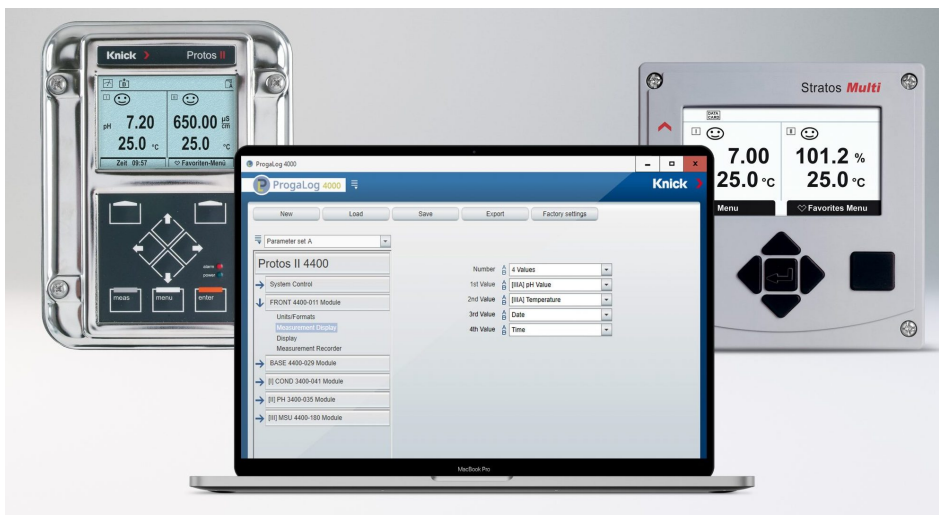 Knick
Protos II
pH 7.20
25.0 °C
650.00 µS
cm
25.0 °C
Zeit 09:57
Favoriten-Menü
alarm
power
meas
menu
enter
Stratos Multi
DATA
CARD
I
7.00
25.0 °C
II
101.2 %
25.0 °C
Menu
Favorites Menu
ProgaLog 4000
ProgaLog 4000
Knick
New
Load
Save
Export
Factory settings
Parameter set A
Protos II 4400
System Control
FRONT 4400-011 Module
Units/Formats
Measurement Display
Display
Measurement Recorder
BASE 4400-029 Module
[I] COND 3400-041 Module
[II] PH 3400-035 Module
[III] MSU 4400-180 Module
Number A B 4 Values
1st Value A B [IIIA] pH Value
2nd Value A B [IIIA] Temperature
3rd Value A B Date
4th Value A B Time
MacBook Pro